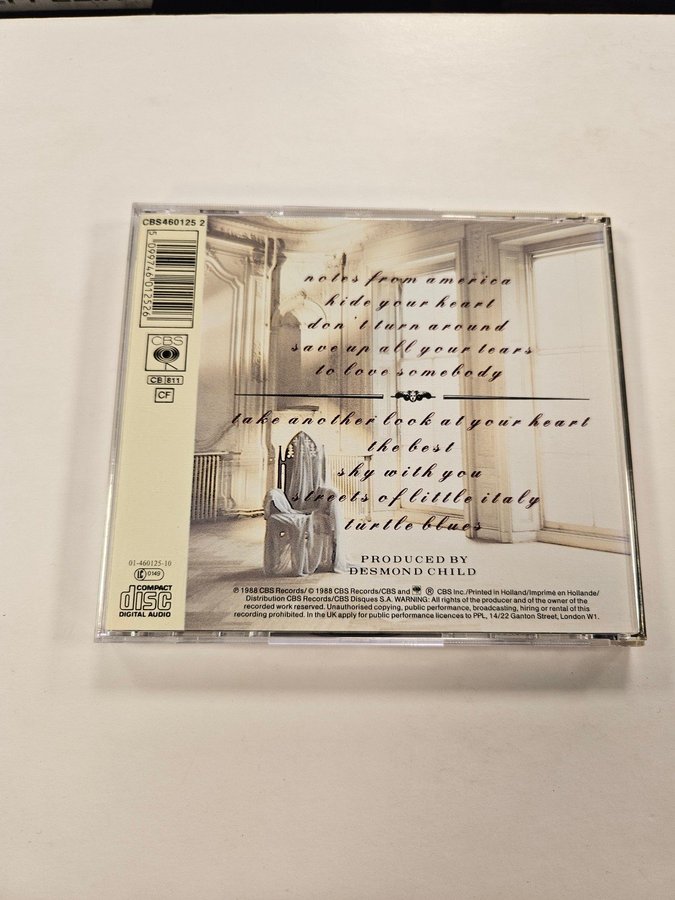 CBS460125 2
5 099746 012526
CBS
CB 811
CF
01-460125-10
LC 0149
COMPACT
disc
DIGITAL AUDIO
notes from america
hide your heart
don't turn around
save up all your tears
to love somebody
take another look at your heart
the best
shy with you
streets of little italy
turtle blues
PRODUCED BY
DESMOND CHILD
℗ 1988 CBS Records/ © 1988 CBS Records/CBS and ® CBS Inc./Printed in Holland/Imprimé en Hollande/
Distribution CBS Records/CBS Disques S.A. WARNING: All rights of the producer and of the owner of the
recorded work reserved. Unauthorised copying, public performance, broadcasting, hiring or rental of this
recording prohibited. In the UK apply for public performance licences to PPL, 14/22 Ganton Street, London W1.